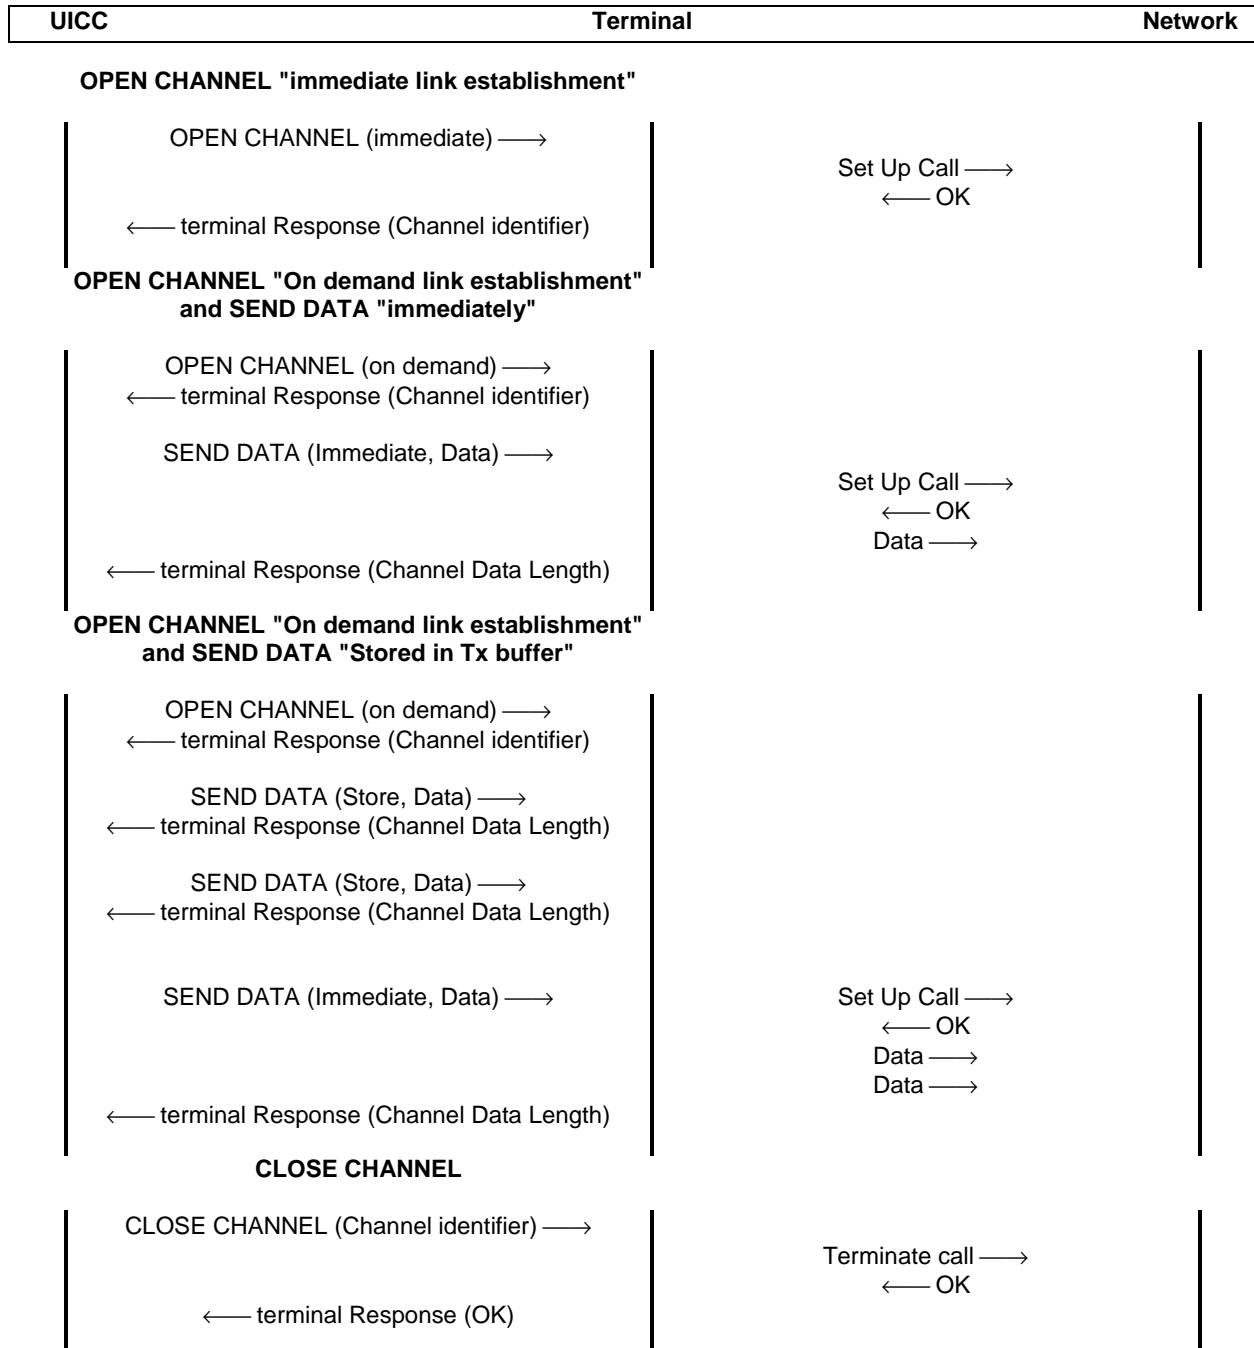 UICC Terminal Network
OPEN CHANNEL "immediate link establishment"
OPEN CHANNEL (immediate) ⟶
Set Up Call ⟶
⟵ OK
⟵ terminal Response (Channel identifier)
OPEN CHANNEL "On demand link establishment"
and SEND DATA "immediately"
OPEN CHANNEL (on demand) ⟶
⟵ terminal Response (Channel identifier)
SEND DATA (Immediate, Data) ⟶
Set Up Call ⟶
⟵ OK
Data ⟶
⟵ terminal Response (Channel Data Length)
OPEN CHANNEL "On demand link establishment"
and SEND DATA "Stored in Tx buffer"
OPEN CHANNEL (on demand) ⟶
⟵ terminal Response (Channel identifier)
SEND DATA (Store, Data) ⟶
⟵ terminal Response (Channel Data Length)
SEND DATA (Store, Data) ⟶
⟵ terminal Response (Channel Data Length)
SEND DATA (Immediate, Data) ⟶ Set Up Call ⟶
⟵ OK
Data ⟶
Data ⟶
⟵ terminal Response (Channel Data Length)
CLOSE CHANNEL
CLOSE CHANNEL (Channel identifier) ⟶
Terminate call ⟶
⟵ OK
⟵ terminal Response (OK)